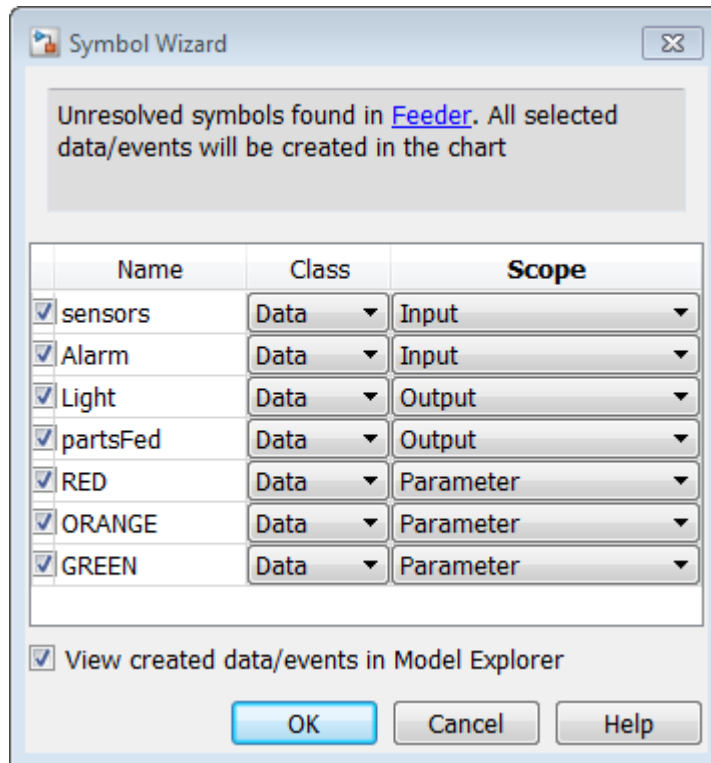 Symbol Wizard
Unresolved symbols found in Feeder. All selected
data/events will be created in the chart
Name Class Scope
sensors Data Input
Alarm Data Input
Light Data Output
partsFed Data Output
RED Data Parameter
ORANGE Data Parameter
GREEN Data Parameter
View created data/events in Model Explorer
OK Cancel Help